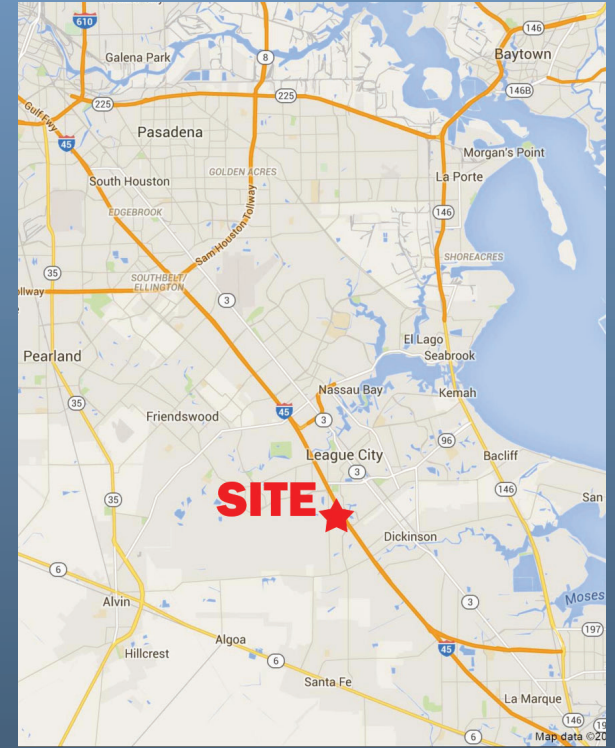 610
146
Galena Park
8
Baytown
225
225
146B
Gulf Fwy
45
Pasadena
Morgan's Point
South Houston
GOLDEN ACRES
La Porte
EDGEBROOK
146
Sam Houston Tollway
SHOREACRES
35
SOUTHBELT/
ELLINGTON
ollway
3
El Lago
Pearland
Seabrook
Nassau Bay
Kemah
35
45
Friendswood
3
96
League City
Bacliff
3
SITE
146
35
San
Dickinson
6
Moses
Alvin
3
197
Algoa
Hillcrest
45
6
Santa Fe
La Marque
146
19
6
Map data ©20